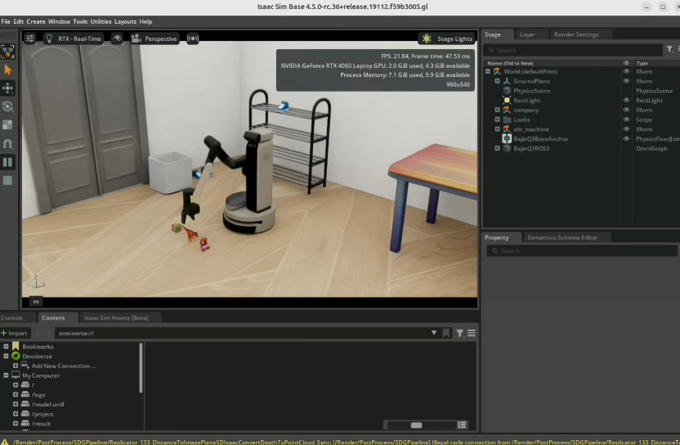 Isaac Sim Base 4.5.0-rc.36+release.19112.f59b3005.gl
File Edit Create Window Tools Utilities Layouts Help
RTX - Real-Time Perspective Stage Lights
FPS: 21.04, Frame time: 47.53 ms
NVIDIA GeForce RTX 4060 Laptop GPU: 2.0 GiB used, 4.3 GiB available
Process Memory: 7.1 GiB used, 5.9 GiB available
960x540
m
Stage Layer Render Settings
Search
Name (Old to New) Type
World (defaultPrim) Xform
GroundPlane Xform
PhysicsScene PhysicsScene
RectLight RectLight
company Xform
Looks Scope
Xform
OmniGraph
Property Semantics Schema Editor
Search
Console Content Isaac Sim Assets [Beta]
+ Import omniverse://
Bookmarks
Omniverse
Add New Connection ...
My Computer
/
/logs
/model.urdf
/project
/result